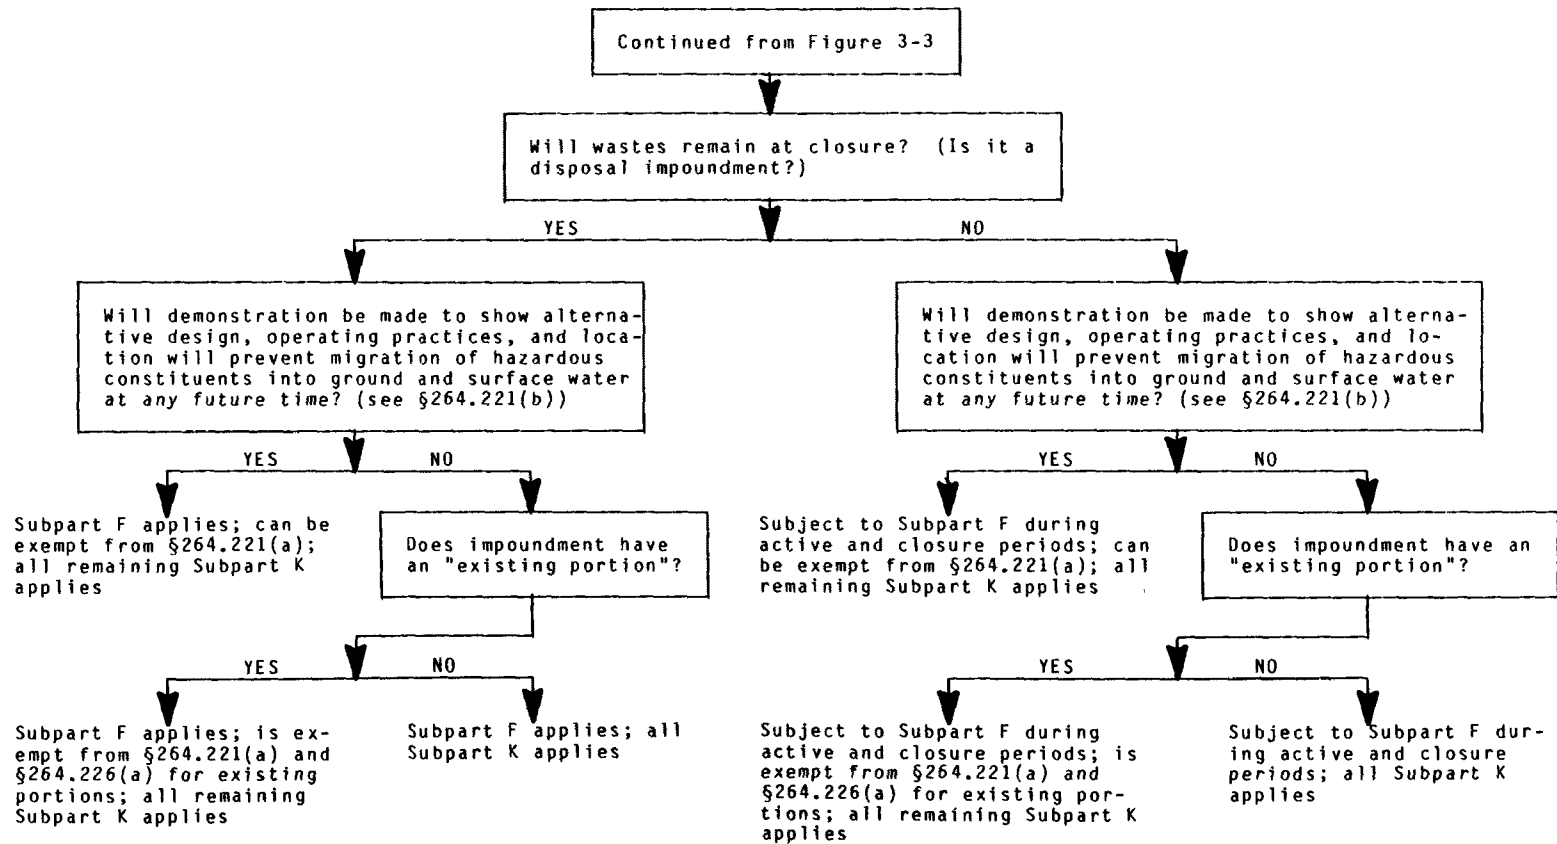 Continued from Figure 3-3
Will wastes remain at closure? (Is it a
disposal impoundment?)
YES
NO
Will demonstration be made to show alterna-
tive design, operating practices, and loca-
tion will prevent migration of hazardous
constituents into ground and surface water
at any future time? (see §264.221(b))
Will demonstration be made to show alterna-
tive design, operating practices, and lo-
cation will prevent migration of hazardous
constituents into ground and surface water
at any future time? (see §264.221(b))
YES
NO
YES
NO
Subpart F applies; can be
exempt from §264.221(a);
all remaining Subpart K
applies
Does impoundment have
an "existing portion"?
Subject to Subpart F during
active and closure periods; can
be exempt from §264.221(a); all
remaining Subpart K applies
Does impoundment have an
"existing portion"?
YES
NO
YES
NO
Subpart F applies; is ex-
empt from §264.221(a) and
§264.226(a) for existing
portions; all remaining
Subpart K applies
Subpart F applies; all
Subpart K applies
Subject to Subpart F during
active and closure periods; is
exempt from §264.221(a) and
§264.226(a) for existing por-
tions; all remaining Subpart K
applies
Subject to Subpart F dur-
ing active and closure
periods; all Subpart K
applies